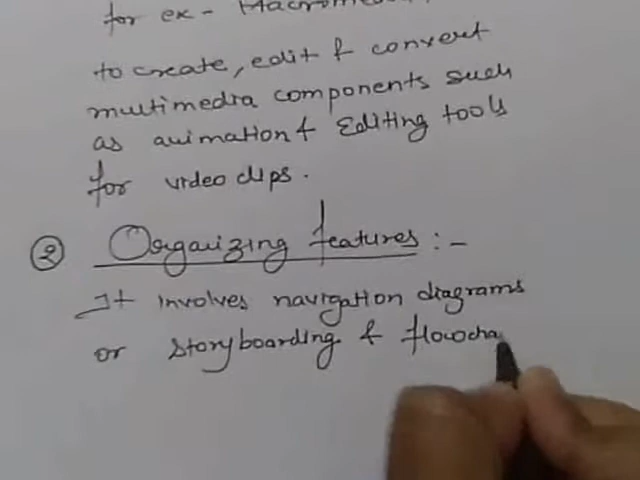 for ex - Macromedia
to create, edit & convert
multimedia components such
as animation & Editing tools
for video clips.
② Organizing features :-
It involves navigation diagrams
or storyboarding & flowcha